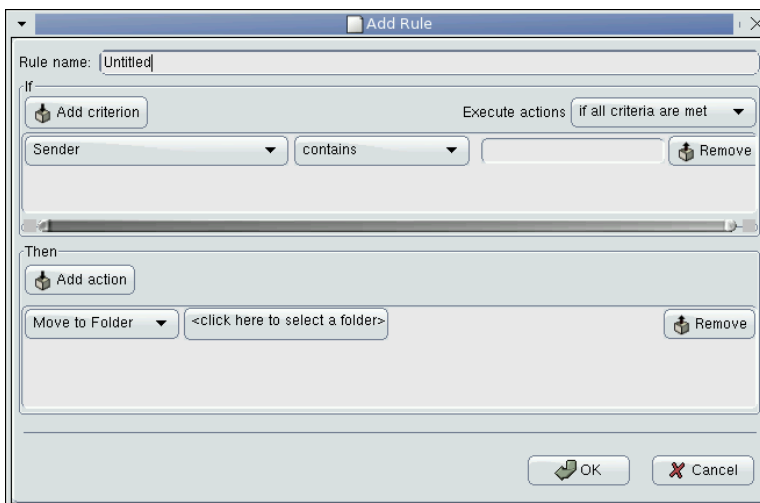 Add Rule
Rule name: Untitled
If
Add criterion Execute actions if all criteria are met
Sender contains Remove
Then
Add action
Move to Folder <click here to select a folder> Remove
OK Cancel